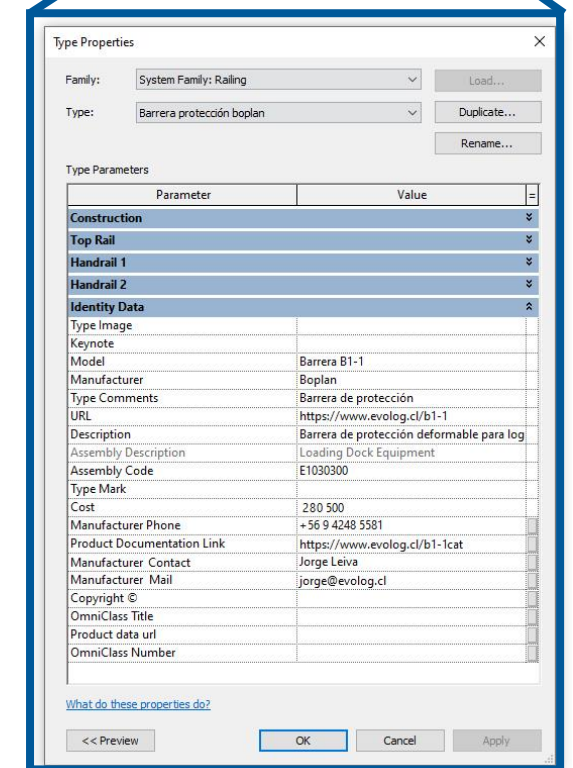 Type Properties
Family: System Family: Railing Load...
Type: Barrera protección boplan Duplicate...
Rename...
Type Parameters
Parameter Value =
Construction
Top Rail
Handrail 1
Handrail 2
Identity Data
Type Image
Keynote
Model Barrera B1-1
Manufacturer Boplan
Type Comments Barrera de protección
URL https://www.evolog.cl/b1-1
Description Barrera de protección deformable para log
Assembly Description Loading Dock Equipment
Assembly Code E1030300
Type Mark
Cost 280 500
Manufacturer Phone +56 9 4248 5581
Product Documentation Link https://www.evolog.cl/b1-1cat
Manufacturer Contact Jorge Leiva
Manufacturer Mail jorge@evolog.cl
Copyright ©
OmniClass Title
Product data url
OmniClass Number
What do these properties do?
<< Preview OK Cancel Apply